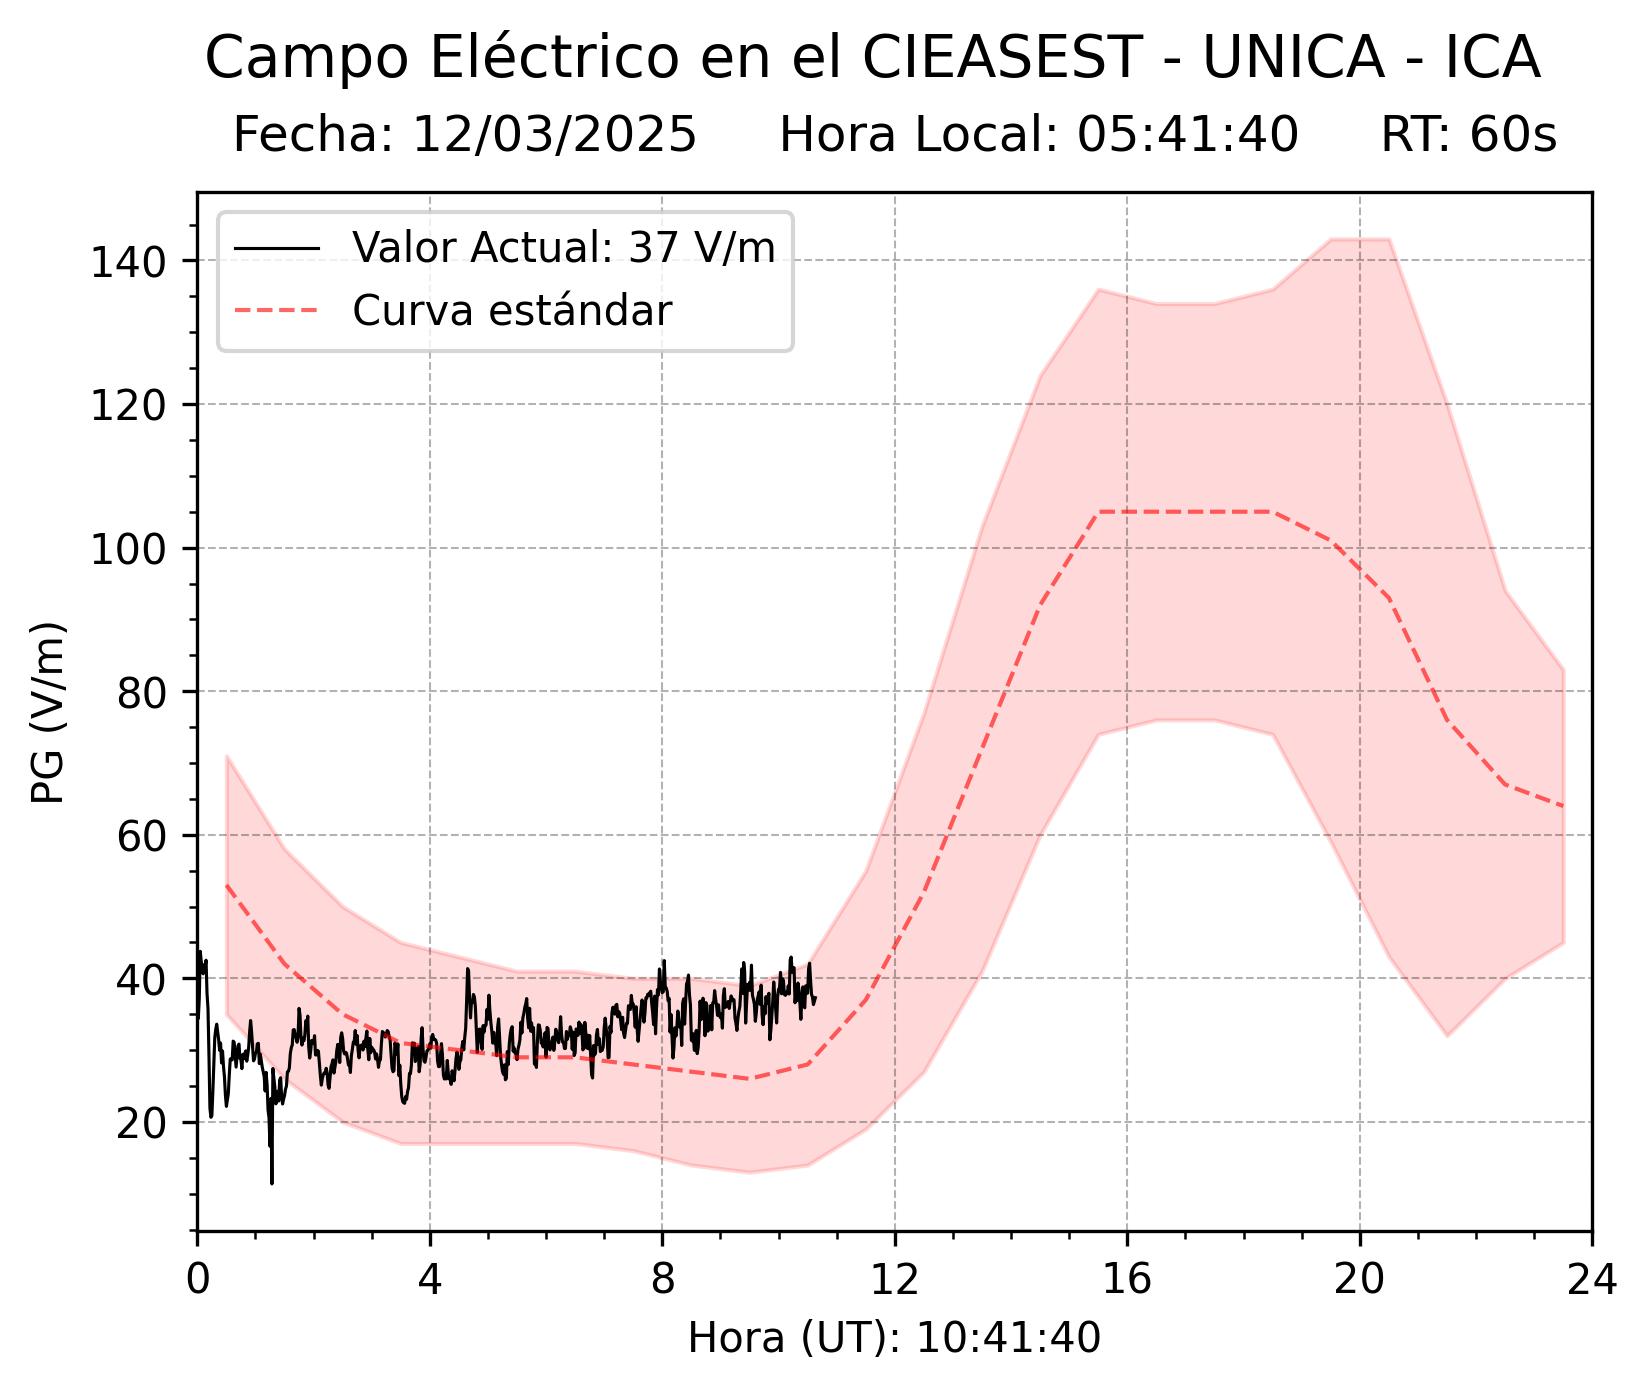 Campo Eléctrico en el CIEASEST - UNICA - ICA
Fecha: 12/03/2025 Hora Local: 05:41:40 RT: 60s
Valor Actual: 37 V/m
Curva estándar
140
120
100
80
60
40
20
PG (V/m)
0 4 8 12 16 20 24
Hora (UT): 10:41:40